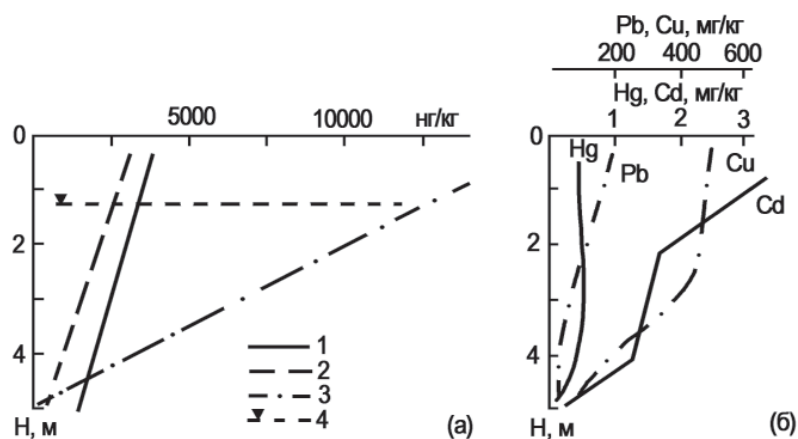 5000 10000 нг/кг
0
2
4
H, м
1
2
3
4
(а)
Pb, Cu, мг/кг
200 400 600
Hg, Cd, мг/кг
0 1 2 3
Hg
Pb
Cu
Cd
2
4
H, м
(б)